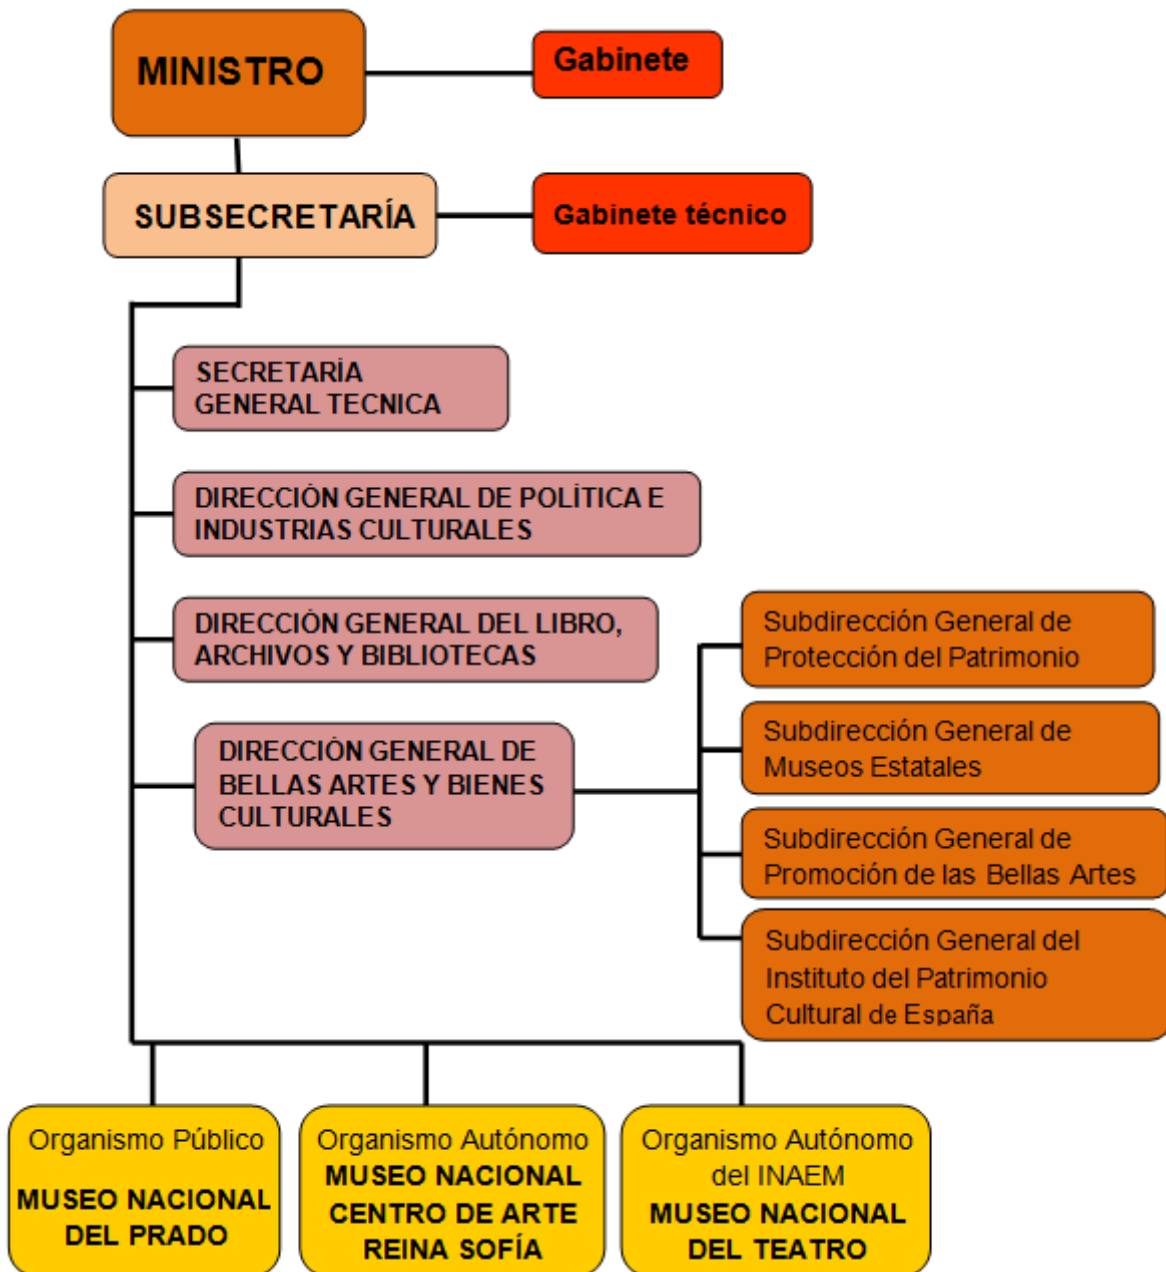 MINISTRO
Gabinete
SUBSECRETARÍA
Gabinete técnico
SECRETARÍA
GENERAL TECNICA
DIRECCIÓN GENERAL DE POLÍTICA E
INDUSTRIAS CULTURALES
DIRECCIÓN GENERAL DEL LIBRO,
ARCHIVOS Y BIBLIOTECAS
DIRECCIÓN GENERAL DE
BELLAS ARTES Y BIENES
CULTURALES
Subdirección General de
Protección del Patrimonio
Subdirección General de
Museos Estatales
Subdirección General de
Promoción de las Bellas Artes
Subdirección General del
Instituto del Patrimonio
Cultural de España
Organismo Público
MUSEO NACIONAL
DEL PRADO
Organismo Autónomo
MUSEO NACIONAL
CENTRO DE ARTE
REINA SOFÍA
Organismo Autónomo
del INAEM
MUSEO NACIONAL
DEL TEATRO